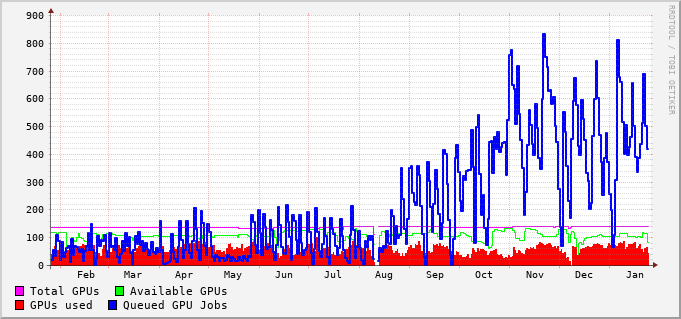 900
800
700
600
500
400
300
200
100
0
Feb Mar Apr May Jun Jul Aug Sep Oct Nov Dec Jan
Total GPUs Available GPUs
GPUs used Queued GPU Jobs
RRDTOOL / TOBI OETIKER